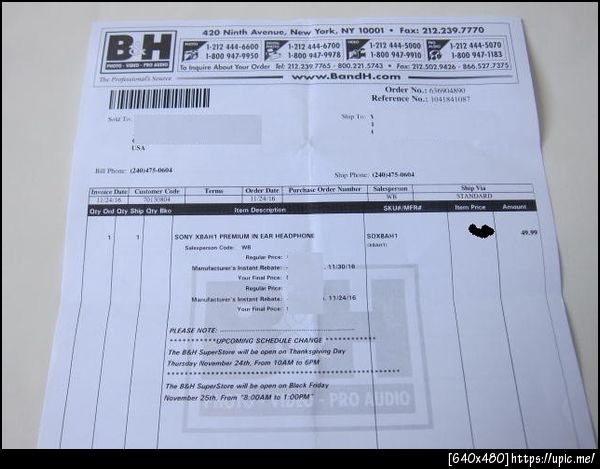 420 Ninth Avenue, New York, NY 10001 • Fax: 212.239.7770
B&H
PHOTO - VIDEO - PRO AUDIO
The Professional's Source
PHOTO 1-212 444-6600 1-800 947-9950
1-212 444-6700 1-800 947-9978
VIDEO 1-212 444-5000 1-800 947-9910
PRO AUDIO 1-212 444-5070 1-800 947-1183
To Inquire About Your Order Tel: 212.239.7765 - 800.221.5743 • Fax: 212.502.9426 - 866.527.7375
www.BandH.com
Order No.: 636904890
Reference No.: 1041841087
Sold To:
Ship To:
USA
Bill Phone: (240)475-0604
Ship Phone: (240)475-0604
Invoice Date Customer Code Terms Order Date Purchase Order Number Salesperson Ship Via
11/24/16 70130804 11/24/16 WB STANDARD
Qty Ord Qty Ship Qty Bko Item Description SKU#/MFR# Item Price Amount
1 1 SONY XBAH1 PREMIUM IN EAR HEADPHONE SOXBAH1 49.99
Salesperson Code: WB (XBAH1)
Regular Price:
Manufacturer's Instant Rebate: 11/30/16
Your Final Price:
Regular Price:
Manufacturer's Instant Rebate: 11/24/16
Your Final Price:
PLEASE NOTE:
UPCOMING SCHEDULE CHANGE
The B&H SuperStore will be open on Thanksgiving Day
Thursday November 24th, From 10AM to 6PM
The B&H SuperStore will be open on Black Friday
November 25th, From "8:00AM to 1:00PM"
PHOTO - VIDEO - PRO AUDIO
[640x480]https://upic.me/